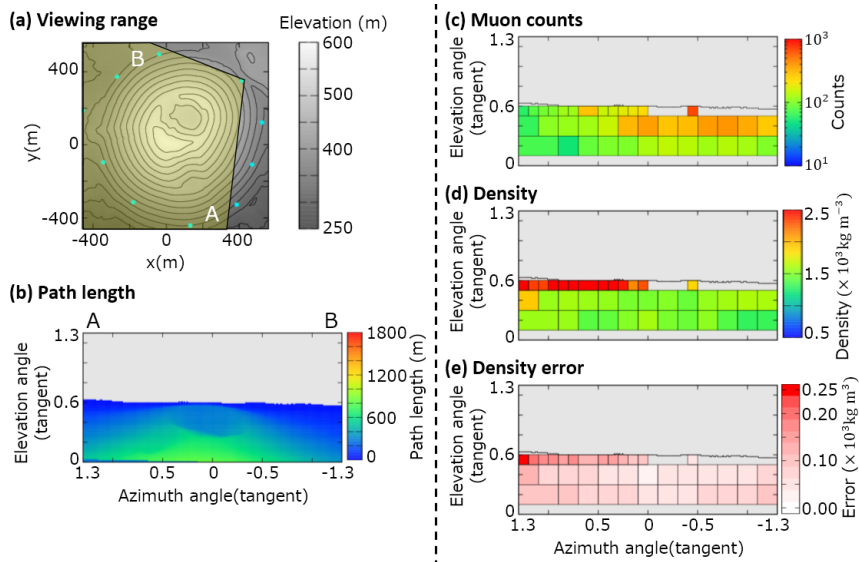 (a) Viewing range
Elevation (m)
B
A
400
0
-400
y(m)
-400 0 400
x(m)
600
500
400
250
(b) Path length
A B
1.3
0.6
0
Elevation angle
(tangent)
1.3 0.5 0 -0.5 -1.3
Azimuth angle(tangent)
1800
1200
600
0
Path length (m)
(c) Muon counts
1.3
0.6
0
Elevation angle
(tangent)
10³
10²
10¹
Counts
(d) Density
1.3
0.6
0
Elevation angle
(tangent)
2.5
1.5
0.5
Density (× 10³kg m⁻³)
(e) Density error
1.3
0.6
0
Elevation angle
(tangent)
1.3 0.5 0 -0.5 -1.3
Azimuth angle(tangent)
0.25
0.20
0.10
0.00
Error (× 10³kg m³)